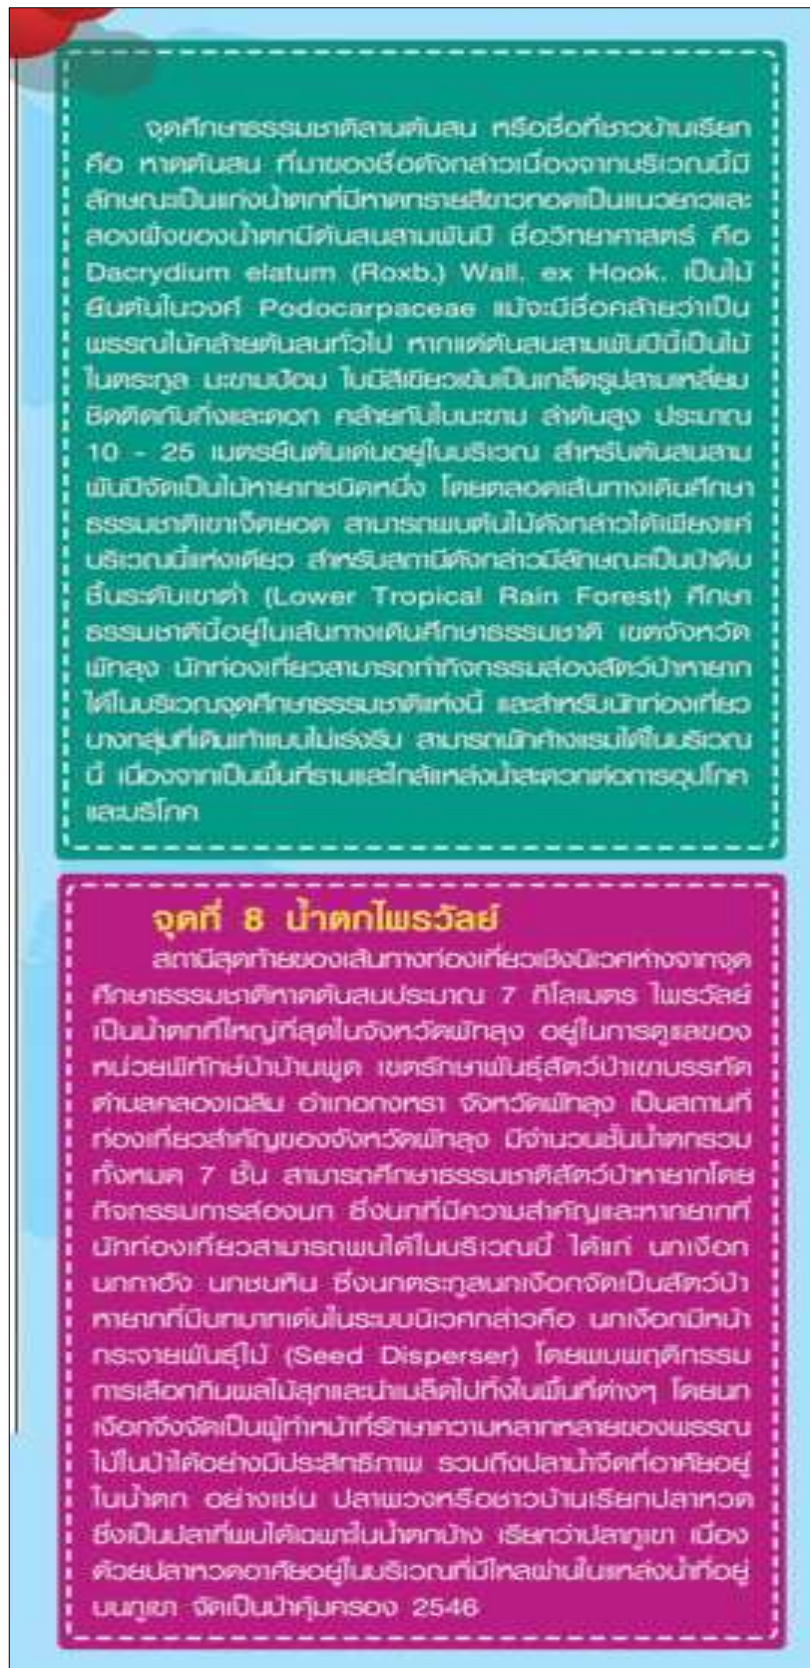 จุดศึกษาธรรมชาติลานต้นสน หรือชื่อที่ชาวบ้านเรียก
คือ หาดต้นสน ที่มาของชื่อดังกล่าวเนื่องจากบริเวณนี้มี
ลักษณะเป็นแก่งน้ำตกที่มีหาดทรายสีขาวทอดเป็นแนวยาวและ
สองฝั่งของน้ำตกมีต้นสนสามพันปี ชื่อวิทยาศาสตร์ คือ
Dacrydium elatum (Roxb.) Wall. ex Hook. เป็นไม้
ยืนต้นในวงศ์ Podocarpaceae แม้จะมีชื่อคล้ายว่าเป็น
พรรณไม้คล้ายต้นสนทั่วไป หากแต่ต้นสนสามพันปีนี้เป็นไม้
ในตระกูล มะขามป้อม ใบมีสีเขียวเข้มเป็นเกล็ดรูปสามเหลี่ยม
ชิดติดกับกิ่งและดอก คล้ายกับใบมะขาม ลำต้นสูง ประมาณ
10 - 25 เมตรยืนต้นเด่นอยู่ในบริเวณ สำหรับต้นสนสาม
พันปีจัดเป็นไม้หายากชนิดหนึ่ง โดยตลอดเส้นทางเดินศึกษา
ธรรมชาติเขาเจ็ดยอด สามารถพบต้นไม้ดังกล่าวได้เพียงแค่
บริเวณนี้แห่งเดียว สำหรับสถานีดังกล่าวมีลักษณะเป็นป่าดิบ
ชื้นระดับเขาต่ำ (Lower Tropical Rain Forest) ศึกษา
ธรรมชาตินี้อยู่ในเส้นทางเดินศึกษาธรรมชาติ เขตจังหวัด
พัทลุง นักท่องเที่ยวสามารถทำกิจกรรมส่องสัตว์ป่าหายาก
ได้ในบริเวณจุดศึกษาธรรมชาติแห่งนี้ และสำหรับนักท่องเที่ยว
บางกลุ่มที่เดินเท้าแบบไม่เร่งรีบ สามารถพักค้างแรมได้ในบริเวณ
นี้ เนื่องจากเป็นพื้นที่ราบและใกล้แหล่งน้ำสะดวกต่อการอุปโภค
และบริโภค
จุดที่ 8 น้ำตกไพรวัลย์
สถานีสุดท้ายของเส้นทางท่องเที่ยวเชิงนิเวศห่างจากจุด
ศึกษาธรรมชาติหาดต้นสนประมาณ 7 กิโลเมตร ไพรวัลย์
เป็นน้ำตกที่ใหญ่ที่สุดในจังหวัดพัทลุง อยู่ในการดูแลของ
หน่วยพิทักษ์ป่าบ้านพูด เขตรักษาพันธุ์สัตว์ป่าเขาบรรทัด
ตำบลคลองเฉลิม อำเภอกงหรา จังหวัดพัทลุง เป็นสถานที่
ท่องเที่ยวสำคัญของจังหวัดพัทลุง มีจำนวนชั้นน้ำตกรวม
ทั้งหมด 7 ชั้น สามารถศึกษาธรรมชาติสัตว์ป่าหายากโดย
กิจกรรมการส่องนก ซึ่งนกที่มีความสำคัญและหายากที่
นักท่องเที่ยวสามารถพบได้ในบริเวณนี้ ได้แก่ นกเงือก
นกกาฮัง นกชนหิน ซึ่งนกตระกูลนกเงือกจัดเป็นสัตว์ป่า
หายากที่มีบทบาทเด่นในระบบนิเวศกล่าวคือ นกเงือกมีหน้า
กระจายพันธุ์ไม้ (Seed Disperser) โดยพบพฤติกรรม
การเลือกกินผลไม้สุกและนำเมล็ดไปทิ้งในพื้นที่ต่างๆ โดยนก
เงือกจึงจัดเป็นผู้ทำหน้าที่รักษาความหลากหลายของพรรณ
ไม้ในป่าได้อย่างมีประสิทธิภาพ รวมถึงปลาน้ำจืดที่อาศัยอยู่
ในน้ำตก อย่างเช่น ปลาพวงหรือชาวบ้านเรียกปลาหวด
ซึ่งเป็นปลาที่พบได้เฉพาะในน้ำตกบ้าง เรียกว่าปลาภูเขา เนื่อง
ด้วยปลาหวดอาศัยอยู่ในบริเวณที่มีไหลผ่านในแหล่งน้ำที่อยู่
บนภูเขา จัดเป็นป่าคุ้มครอง 2546